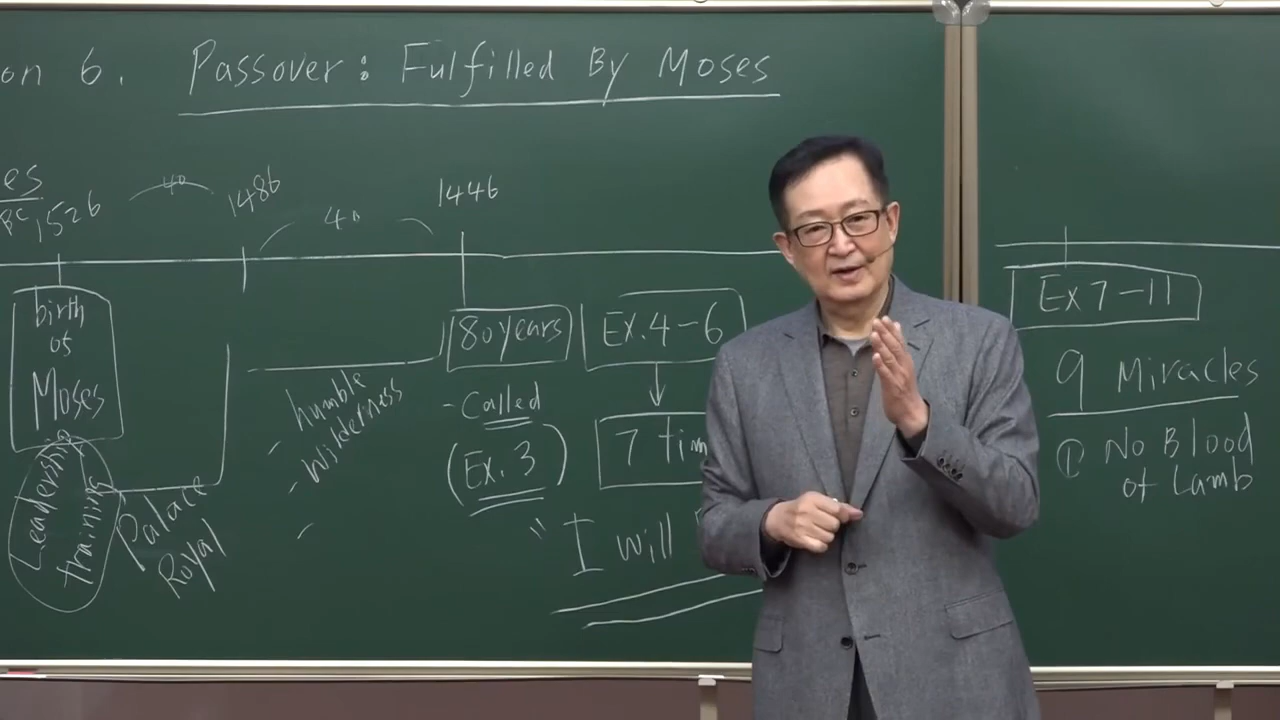 on 6. Passover: Fulfilled By Moses
es
BC
1526
40
1486
40
1446
birth
of
Moses
Leadership
training
Palace
Royal
- humble
- wilderness
-
80 years
- Called
(Ex. 3)
Ex. 4-6
7 tim
"I will
Ex 7-11
9 Miracles
① No Blood
of Lamb